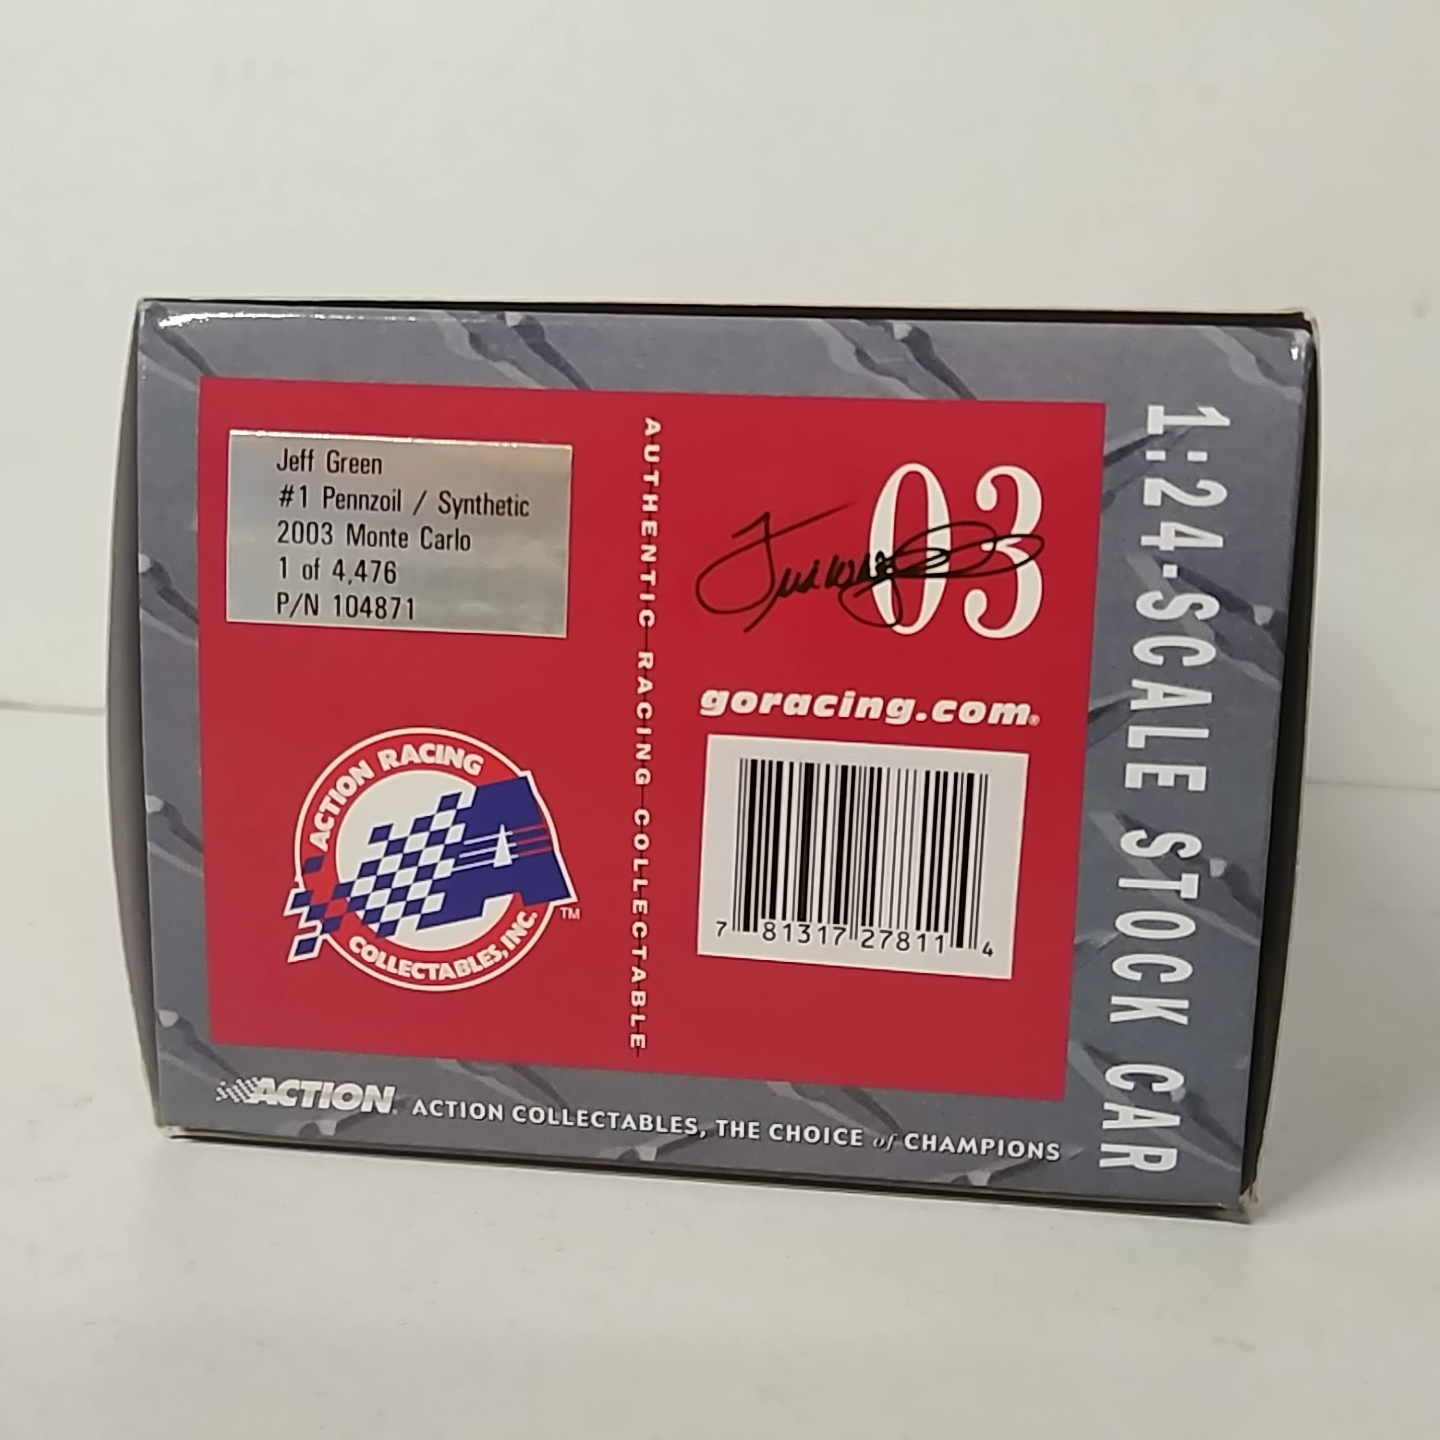 Jeff Green
#1 Pennzoil / Synthetic
2003 Monte Carlo
1 of 4,476
P/N 104871
ACTION RACING
COLLECTABLES, INC.
TM
AUTHENTIC RACING COLLECTABLE
03
goracing.com®
7 81317 27811 4
1:24-SCALE STOCK CAR
ACTION. ACTION COLLECTABLES, THE CHOICE of CHAMPIONS